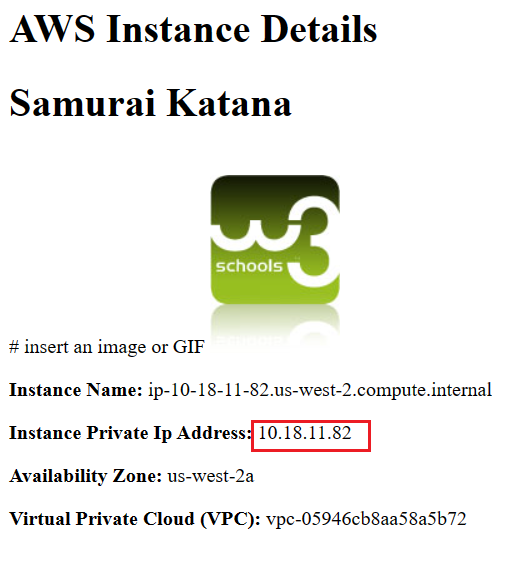 AWS Instance Details
Samurai Katana
w3
schools
# insert an image or GIF
Instance Name: ip-10-18-11-82.us-west-2.compute.internal
Instance Private Ip Address: 10.18.11.82
Availability Zone: us-west-2a
Virtual Private Cloud (VPC): vpc-05946cb8aa58a5b72